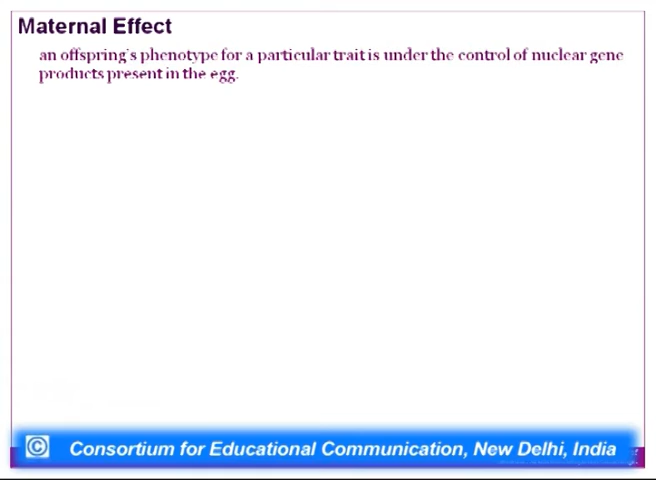 Maternal Effect
an offspring's phenotype for a particular trait is under the control of nuclear gene
products present in the egg.
© Consortium for Educational Communication, New Delhi, India